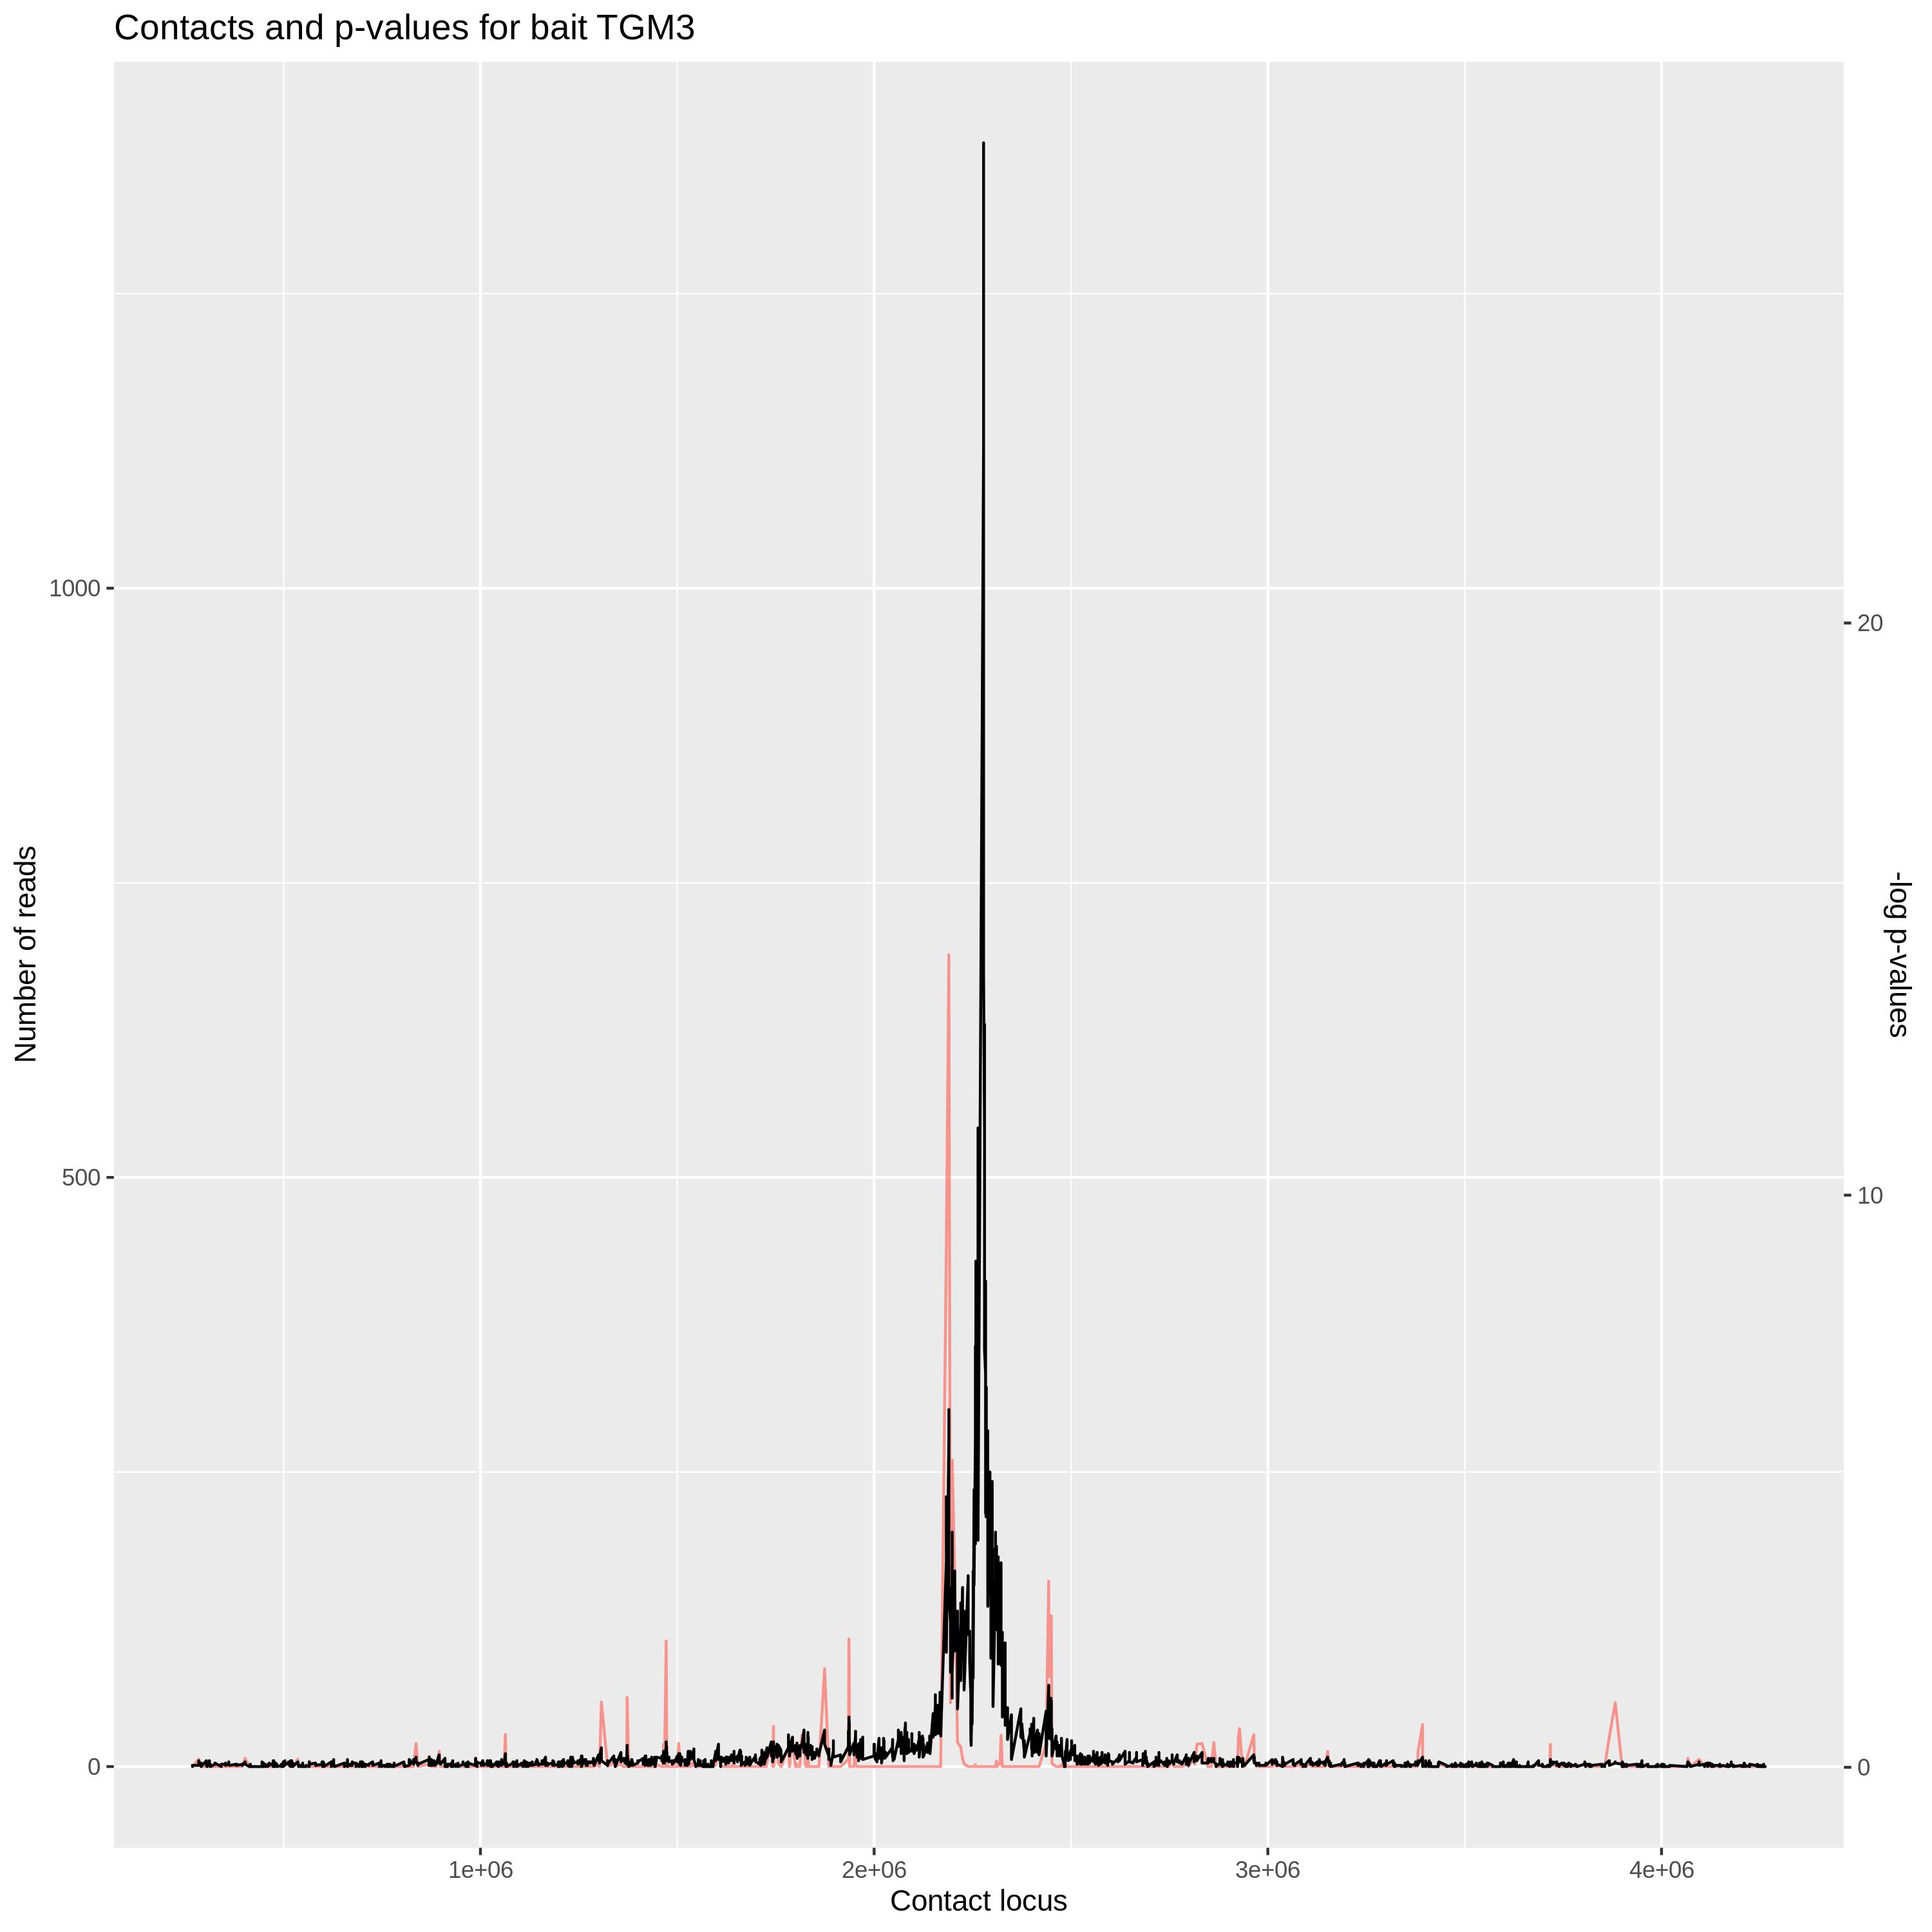 Contacts and p-values for bait TGM3
Number of reads
1000
500
0
20
10
0
-log p-values
1e+06
2e+06
3e+06
4e+06
Contact locus